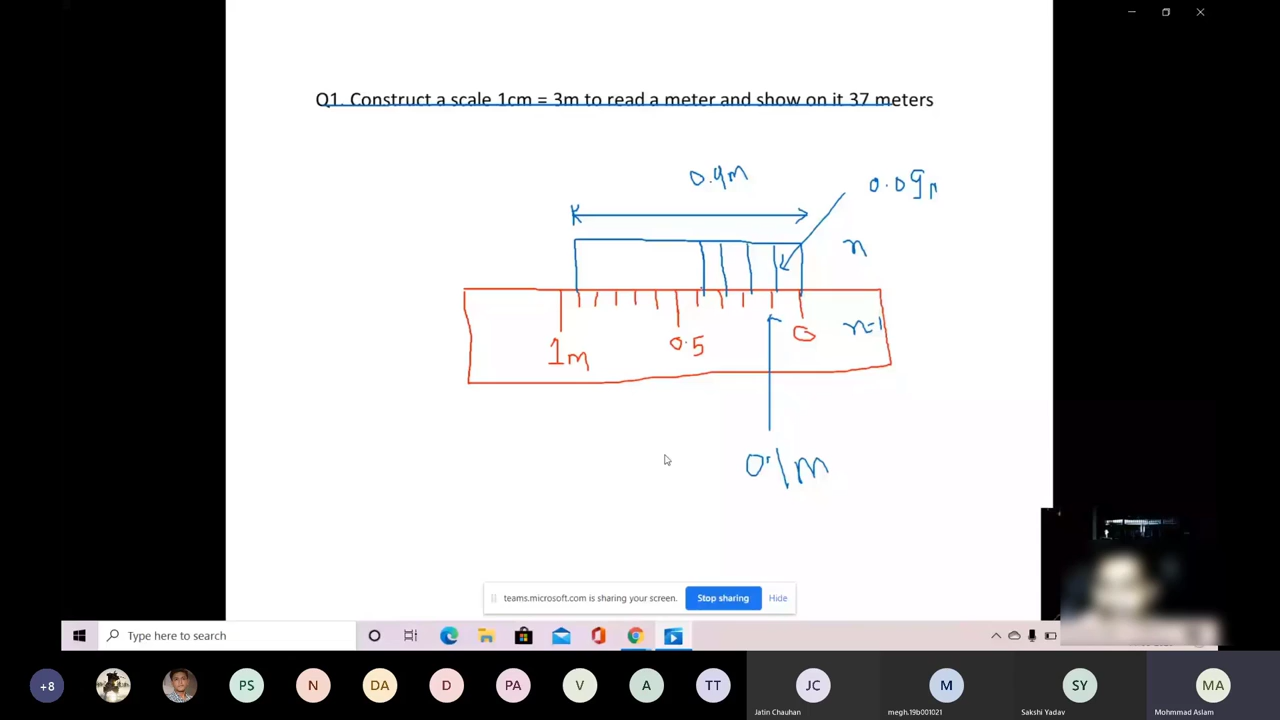 Q1. Construct a scale 1cm = 3m to read a meter and show on it 37 meters
0.9m
0.09
n
1m
0.5
0
n=1
0.1m
teams.microsoft.com is sharing your screen.
Stop sharing
Hide
Type here to search
+8
PS
N
DA
D
PA
V
A
TT
JC
M
SY
MA
Jatin Chauhan
megh.19b001021
Sakshi Yadav
Mohmmad Aslam